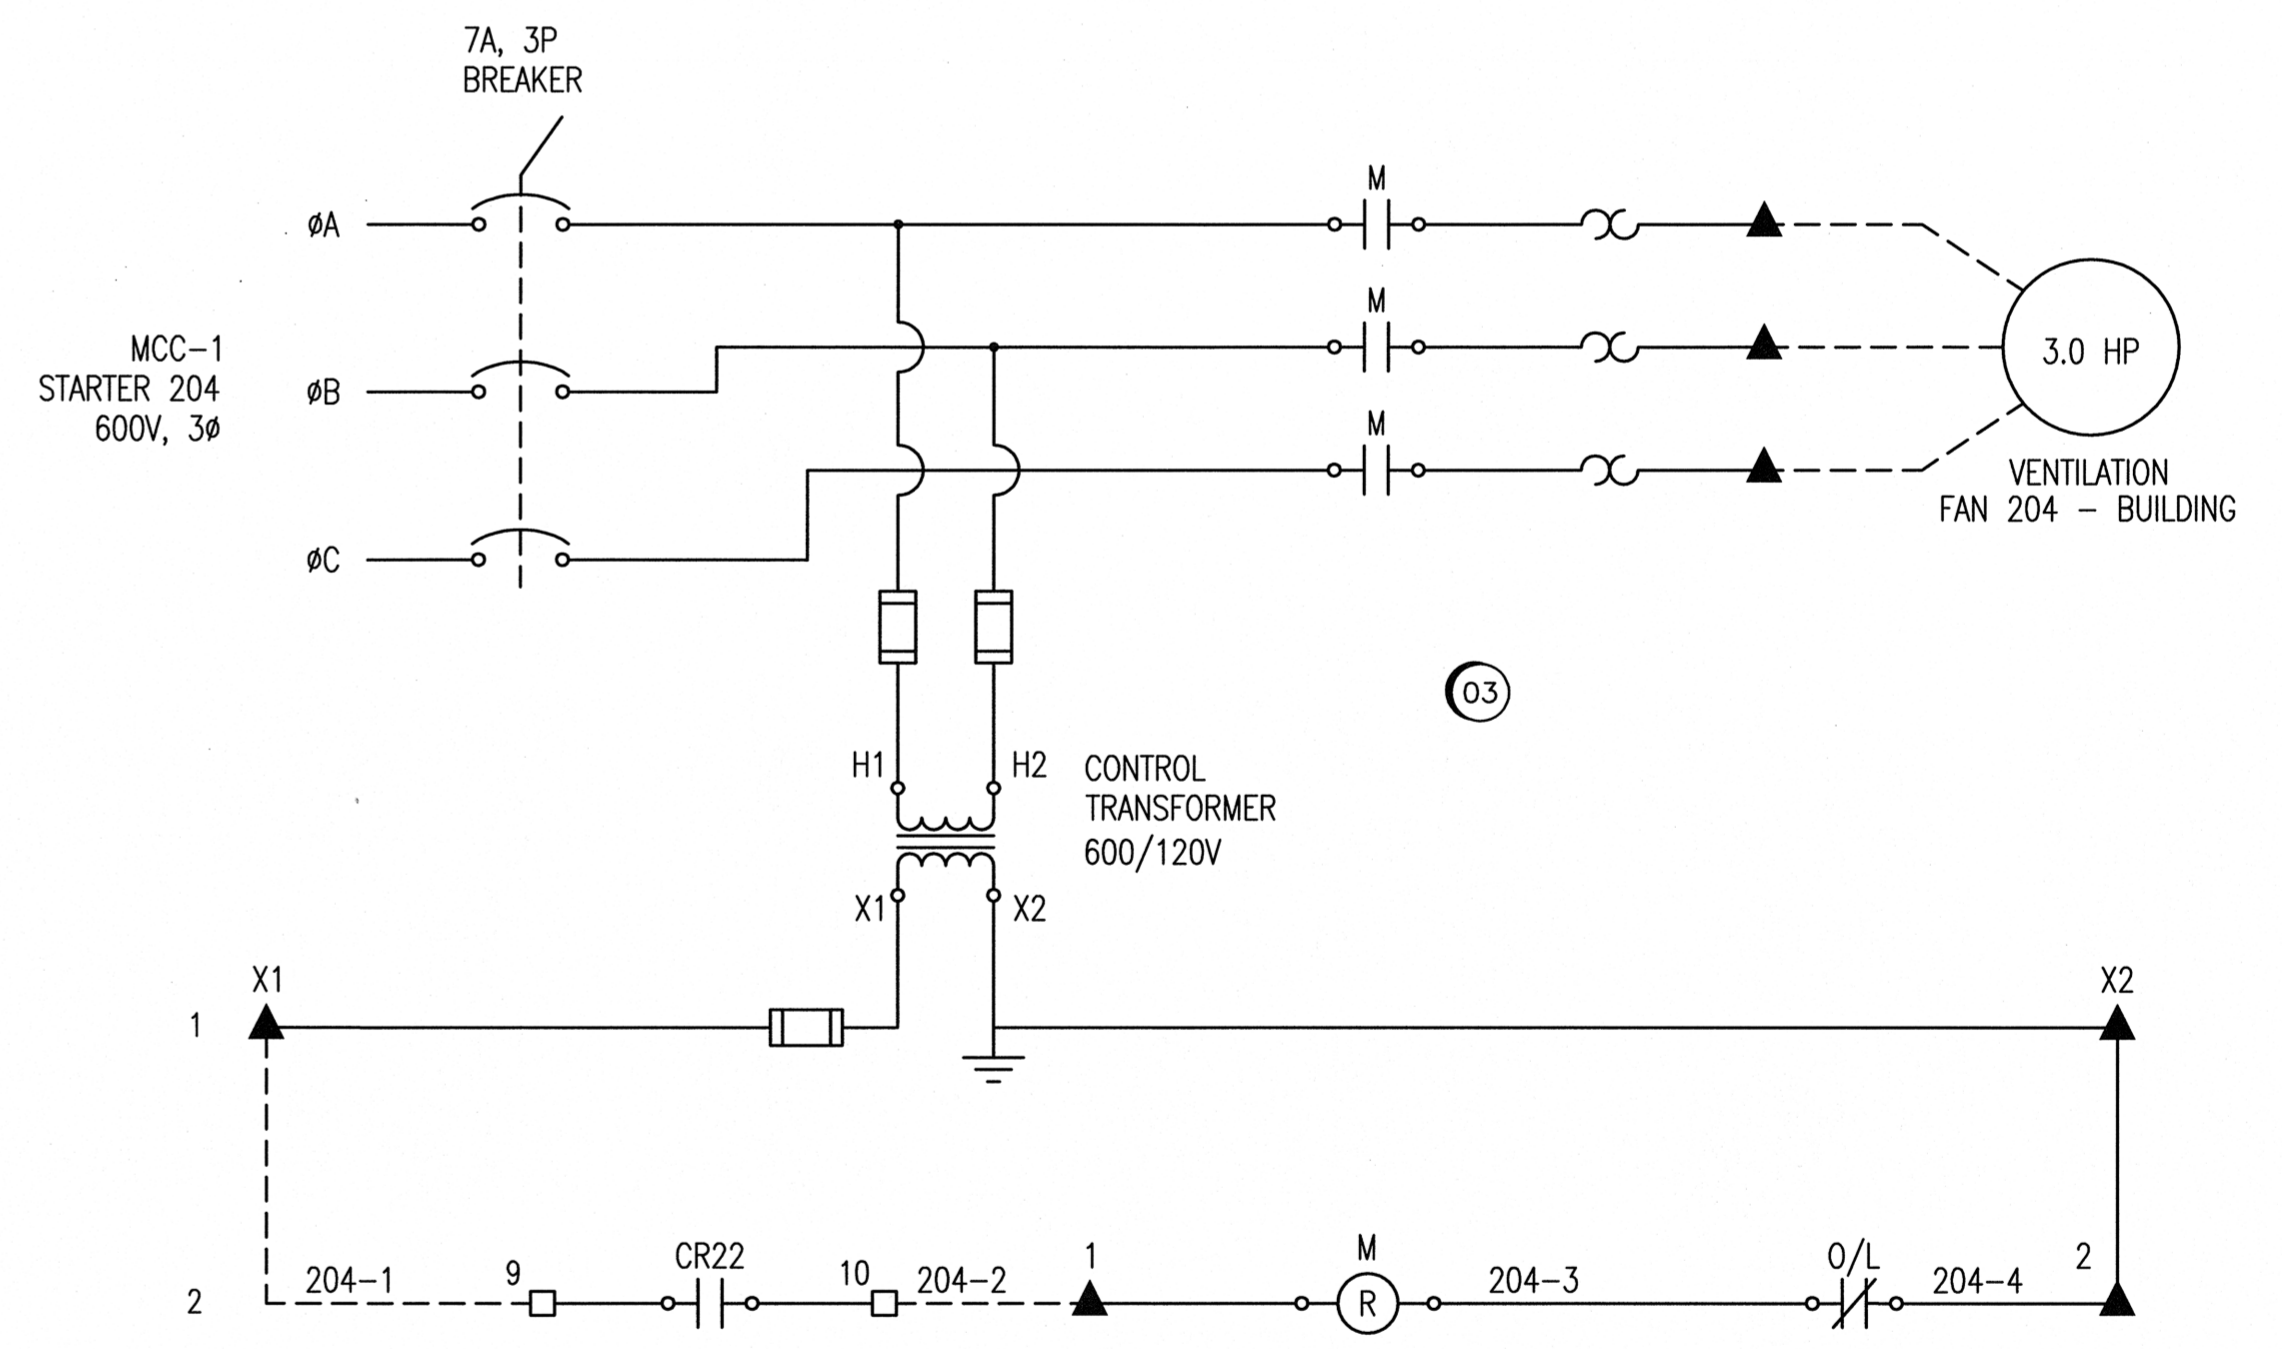 7A, 3P
BREAKER
øA
M
MCC-1
STARTER 204
600V, 3ø
øB
M
3.0 HP
øC
M
VENTILATION
FAN 204 - BUILDING
03
H1
H2
CONTROL
TRANSFORMER
600/120V
X1
X2
X1
X2
1
2
204-1
9
CR22
10
204-2
1
M
R
204-3
O/L
204-4
2